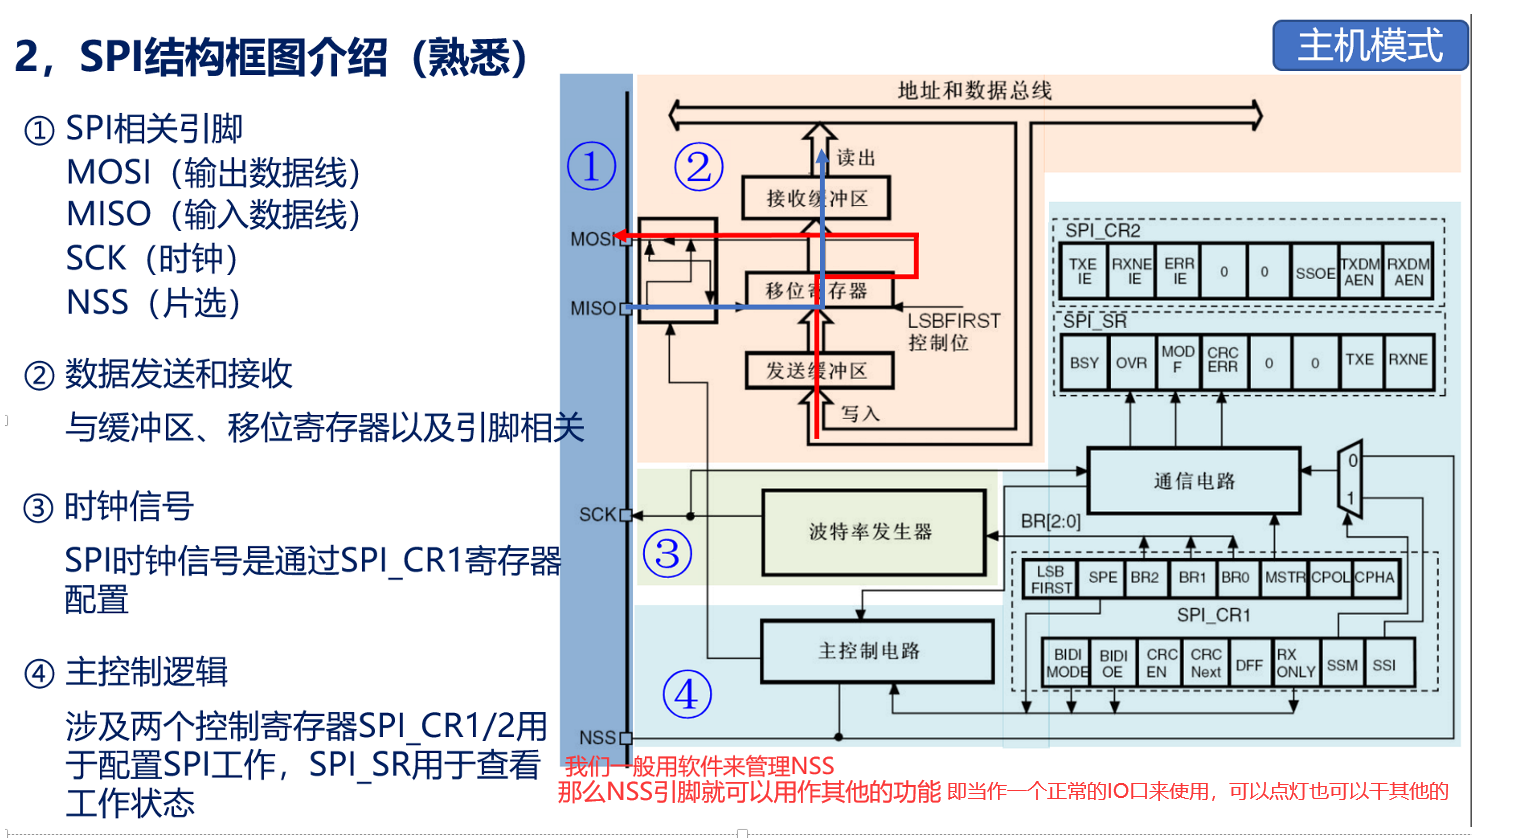 2，SPI结构框图介绍（熟悉）
主机模式
① SPI相关引脚
MOSI（输出数据线）
MISO（输入数据线）
SCK（时钟）
NSS（片选）
② 数据发送和接收
与缓冲区、移位寄存器以及引脚相关
③ 时钟信号
SPI时钟信号是通过SPI_CR1寄存器
配置
④ 主控制逻辑
涉及两个控制寄存器SPI_CR1/2用
于配置SPI工作，SPI_SR用于查看
工作状态
地址和数据总线
①
②
读出
接收缓冲区
MOSI
移位寄存器
MISO
LSBFIRST
控制位
发送缓冲区
写入
SPI_CR2
TXE IE
RXNE IE
ERR IE
0
0
SSOE
TXDM AEN
RXDM AEN
SPI_SR
BSY
OVR
MOD F
CRC ERR
0
0
TXE
RXNE
通信电路
0
1
SCK
波特率发生器
③
BR[2:0]
LSB FIRST
SPE
BR2
BR1
BR0
MSTR
CPOL
CPHA
SPI_CR1
主控制电路
④
BIDI MODE
BIDI OE
CRC EN
CRC Next
DFF
RX ONLY
SSM
SSI
NSS
我们一般用软件来管理NSS
那么NSS引脚就可以用作其他的功能 即当作一个正常的IO口来使用，可以点灯也可以干其他的